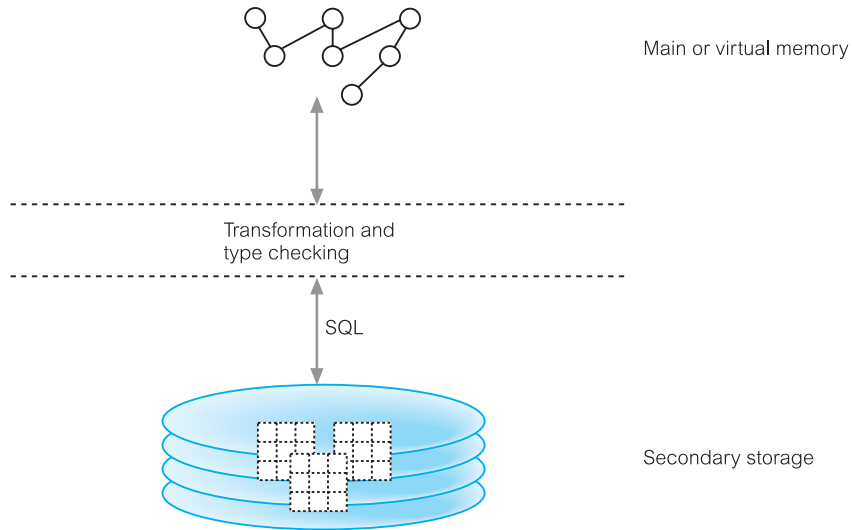 Main or virtual memory
Transformation and
type checking
SQL
Secondary storage